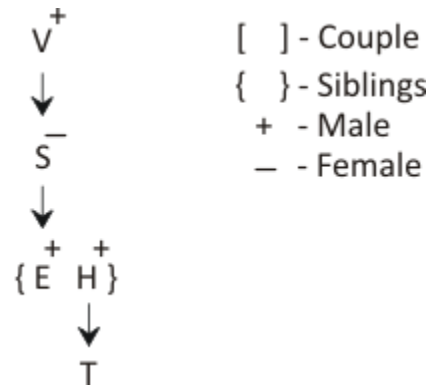 V+
S–
{ E+ H+ }
T
[ ] - Couple
{ } - Siblings
+ - Male
– - Female